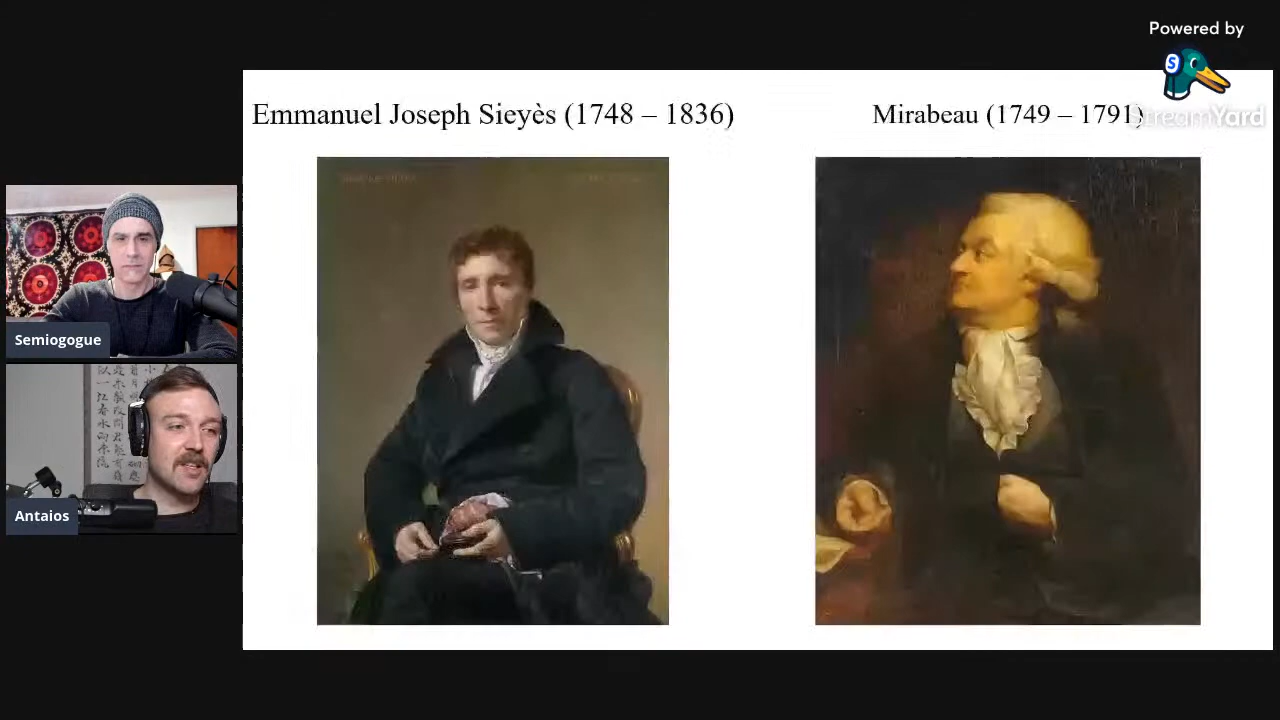 Powered by
StreamYard
Emmanuel Joseph Sieyès (1748 – 1836)
Mirabeau (1749 – 1791)
Semiogogue
Antaios